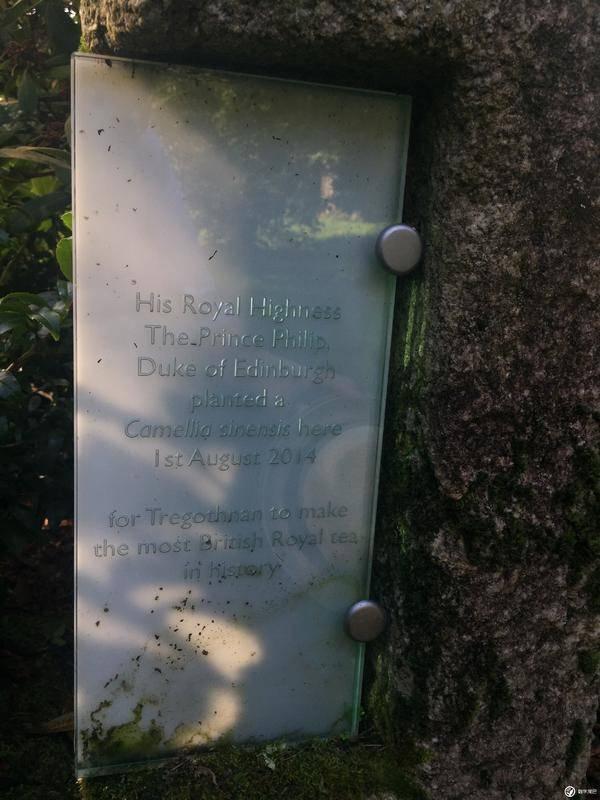 His Royal Highness
The Prince Philip,
Duke of Edinburgh
planted a
Camellia sinensis here
1st August 2014
for Tregothnan to make
the most British Royal tea
in history